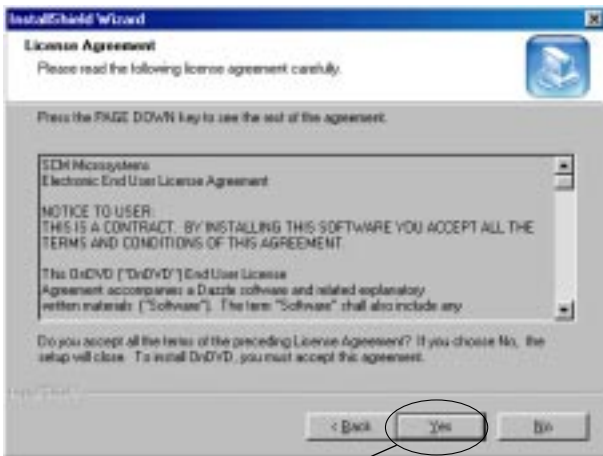 InstallShield Wizard
License Agreement
Please read the following license agreement carefully.
Press the PAGE DOWN key to see the rest of the agreement.
SCM Microsystems
Electronic End User License Agreement
NOTICE TO USER:
THIS IS A CONTRACT. BY INSTALLING THIS SOFTWARE YOU ACCEPT ALL THE
TERMS AND CONDITIONS OF THIS AGREEMENT.
This OnDVD ("OnDVD") End User License
Agreement accompanies a Dazzle software and related explanatory
written materials ("Software"). The term "Software" shall also include any
Do you accept all the terms of the preceding License Agreement? If you choose No, the
setup will close. To install OnDVD, you must accept this agreement.
InstallShield
< Back
Yes
No